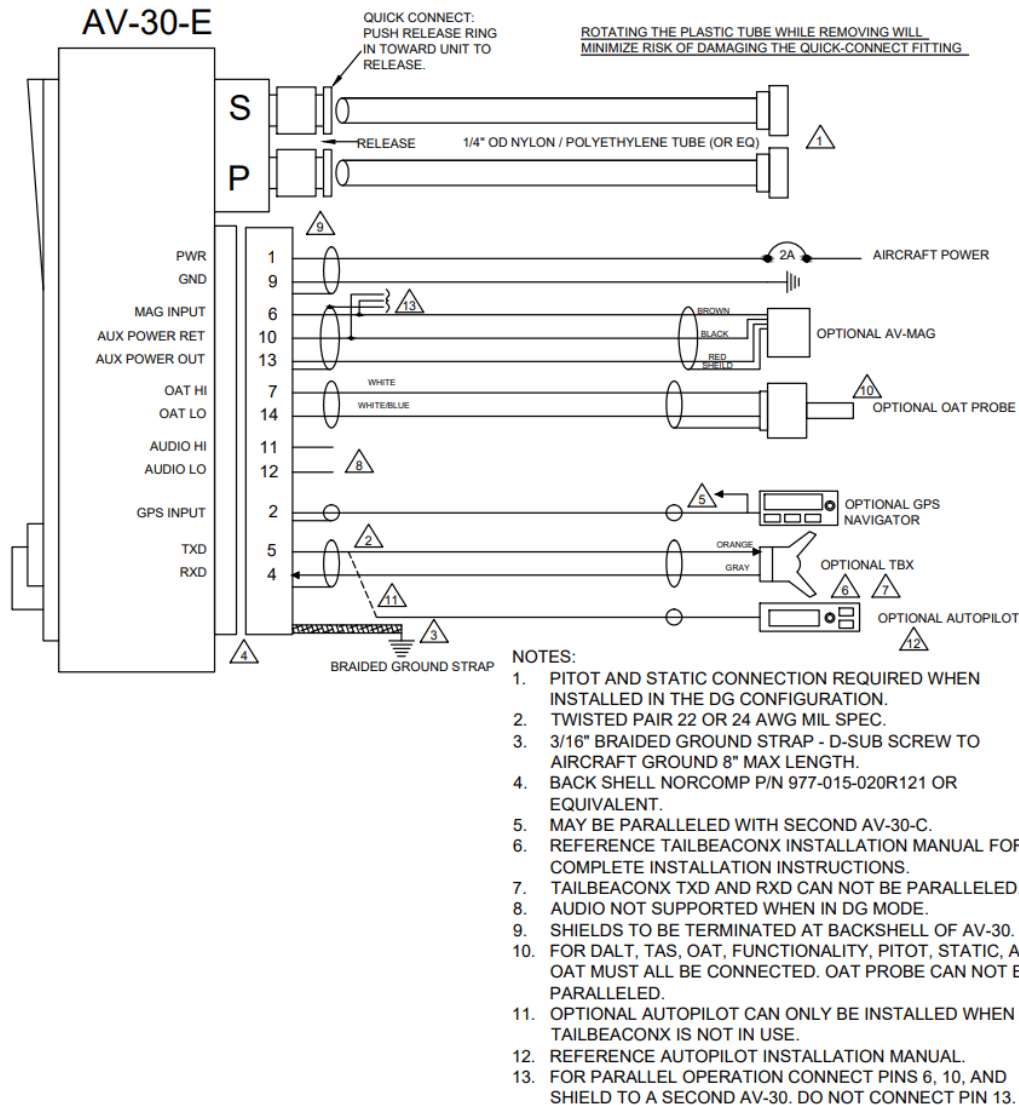 AV-30-E
QUICK CONNECT:
PUSH RELEASE RING
IN TOWARD UNIT TO
RELEASE.
ROTATING THE PLASTIC TUBE WHILE REMOVING WILL
MINIMIZE RISK OF DAMAGING THE QUICK-CONNECT FITTING
S
RELEASE
1/4" OD NYLON / POLYETHYLENE TUBE (OR EQ)
1
P
9
PWR 1 2A AIRCRAFT POWER
GND 9
13
MAG INPUT 6 BROWN
AUX POWER RET 10 BLACK OPTIONAL AV-MAG
AUX POWER OUT 13 RED
SHEILD
OAT HI 7 WHITE 10
OAT LO 14 WHITE/BLUE OPTIONAL OAT PROBE
AUDIO HI 11
AUDIO LO 12 8
5 OPTIONAL GPS
GPS INPUT 2 NAVIGATOR
2
TXD 5 ORANGE
RXD 4 GRAY OPTIONAL TBX
6 7
11
OPTIONAL AUTOPILOT
3
12
4
BRAIDED GROUND STRAP
NOTES:
1. PITOT AND STATIC CONNECTION REQUIRED WHEN
INSTALLED IN THE DG CONFIGURATION.
2. TWISTED PAIR 22 OR 24 AWG MIL SPEC.
3. 3/16" BRAIDED GROUND STRAP - D-SUB SCREW TO
AIRCRAFT GROUND 8" MAX LENGTH.
4. BACK SHELL NORCOMP P/N 977-015-020R121 OR
EQUIVALENT.
5. MAY BE PARALLELED WITH SECOND AV-30-C.
6. REFERENCE TAILBEACONX INSTALLATION MANUAL FOR
COMPLETE INSTALLATION INSTRUCTIONS.
7. TAILBEACONX TXD AND RXD CAN NOT BE PARALLELED.
8. AUDIO NOT SUPPORTED WHEN IN DG MODE.
9. SHIELDS TO BE TERMINATED AT BACKSHELL OF AV-30.
10. FOR DALT, TAS, OAT, FUNCTIONALITY, PITOT, STATIC,
OAT MUST ALL BE CONNECTED. OAT PROBE CAN NOT
PARALLELED.
11. OPTIONAL AUTOPILOT CAN ONLY BE INSTALLED WHEN
TAILBEACONX IS NOT IN USE.
12. REFERENCE AUTOPILOT INSTALLATION MANUAL.
13. FOR PARALLEL OPERATION CONNECT PINS 6, 10, AND
SHIELD TO A SECOND AV-30. DO NOT CONNECT PIN 13.